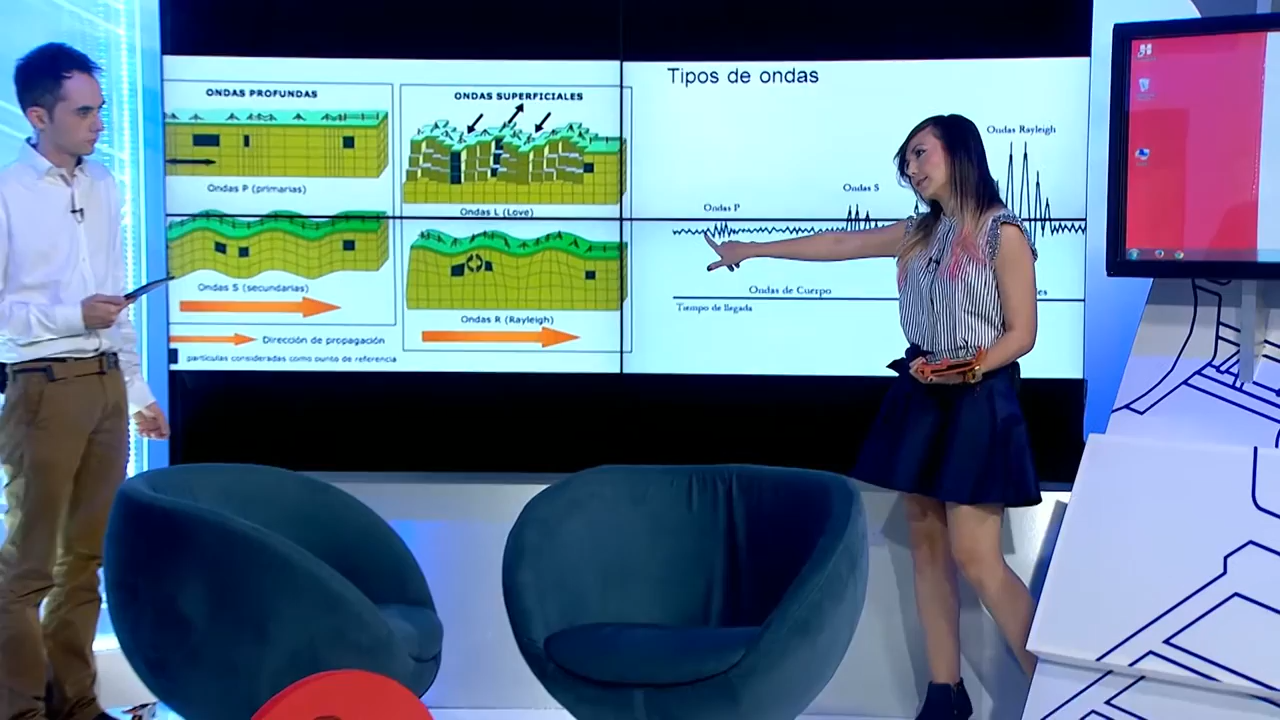 ONDAS PROFUNDAS
Ondas P (primarias)
Ondas S (secundarias)
Dirección de propagación
partículas consideradas como punto de referencia
ONDAS SUPERFICIALES
Ondas L (Love)
Ondas R (Rayleigh)
Tipos de ondas
Ondas P
Ondas S
Ondas Rayleigh
Ondas de Cuerpo
es
Tiempo de llegada